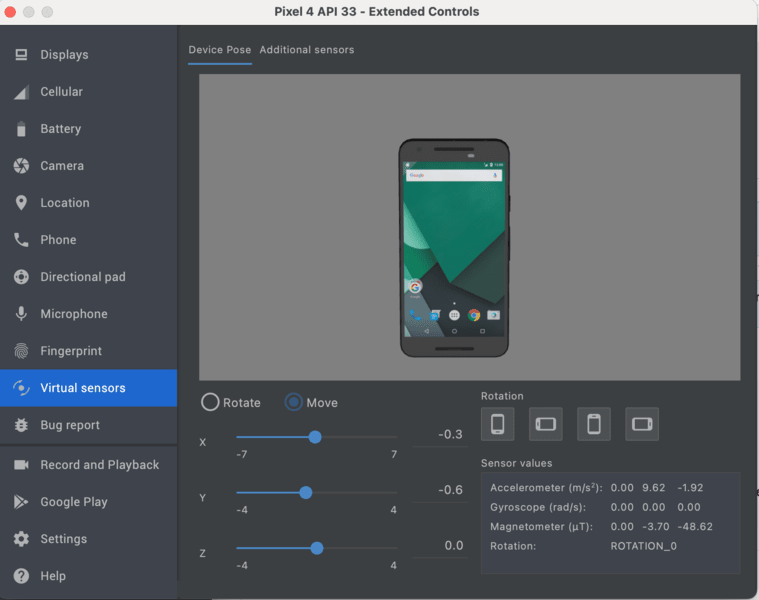 Pixel 4 API 33 - Extended Controls
Displays
Cellular
Battery
Camera
Location
Phone
Directional pad
Microphone
Fingerprint
Virtual sensors
Bug report
Record and Playback
Google Play
Settings
Help
Device Pose Additional sensors
Google
Rotate Move
X -0.3
-7 7
Y -0.6
-4 4
Z 0.0
-4 4
Rotation
Sensor values
Accelerometer (m/s²): 0.00 9.62 -1.92
Gyroscope (rad/s): 0.00 0.00 0.00
Magnetometer (μT): 0.00 -3.70 -48.62
Rotation: ROTATION_0